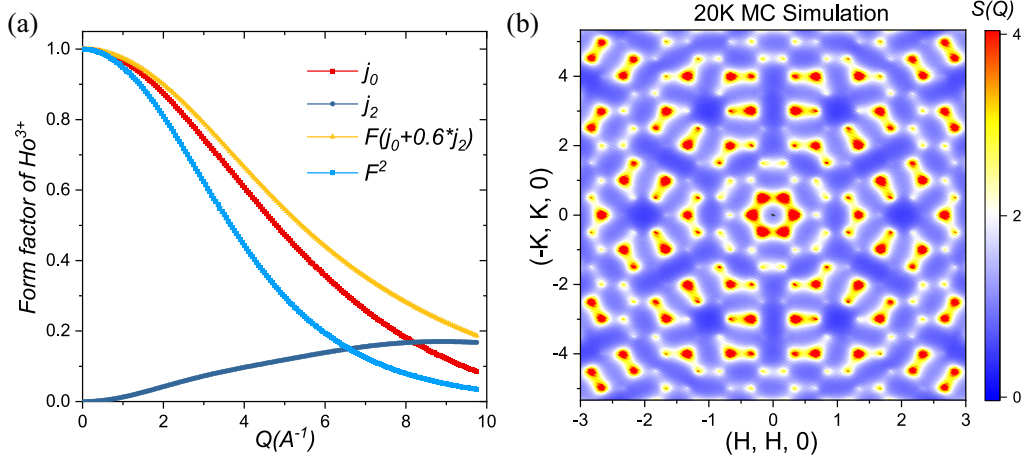 (a)
Form factor of Ho3+
1.0
0.8
0.6
0.4
0.2
0.0
0
2
4
6
8
10
Q(A-1)
j0
j2
F(j0+0.6*j2)
F2
(b)
20K MC Simulation
S(Q)
4
0
(-K, K, 0)
4
2
0
-2
-4
-3
-2
-1
0
1
2
3
(H, H, 0)